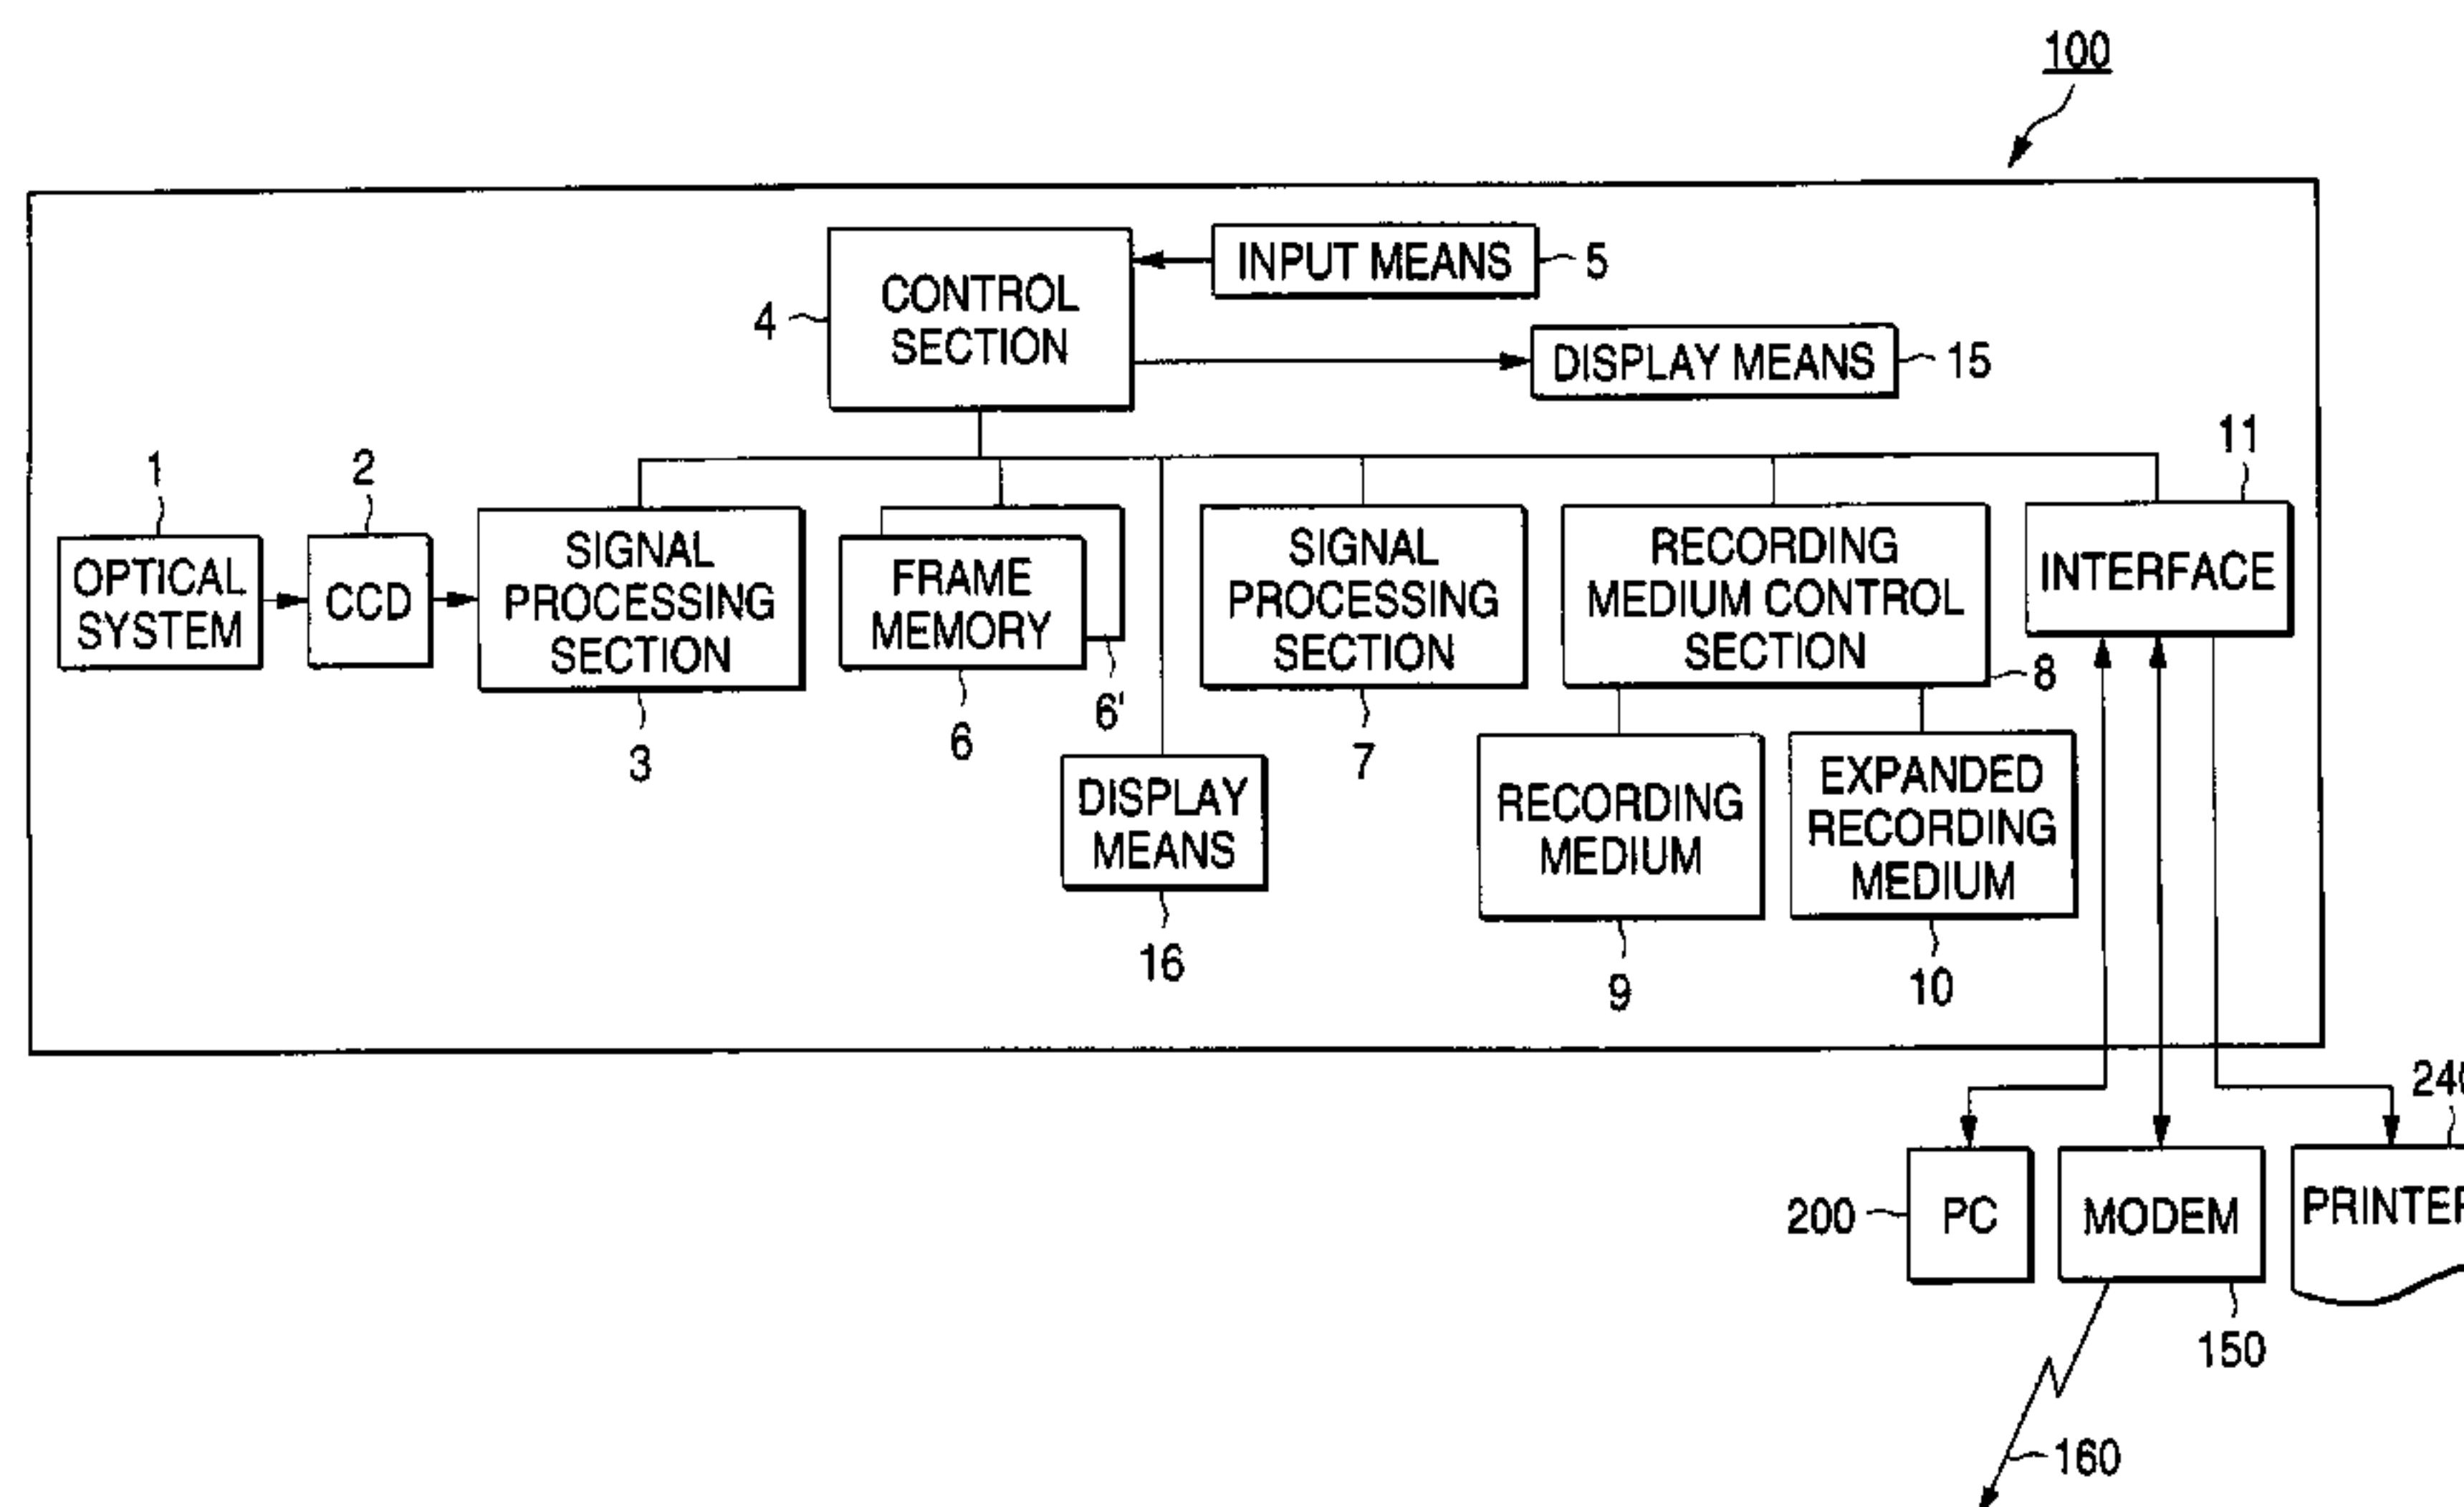 100
CONTROL
SECTION
4
INPUT MEANS
5
DISPLAY MEANS
15
1
2
11
OPTICAL
SYSTEM
CCD
SIGNAL
PROCESSING
SECTION
3
FRAME
MEMORY
6
6'
SIGNAL
PROCESSING
SECTION
7
RECORDING
MEDIUM CONTROL
SECTION
8
INTERFACE
DISPLAY
MEANS
16
RECORDING
MEDIUM
9
EXPANDED
RECORDING
MEDIUM
10
200
PC
MODEM
150
PRINTER
160